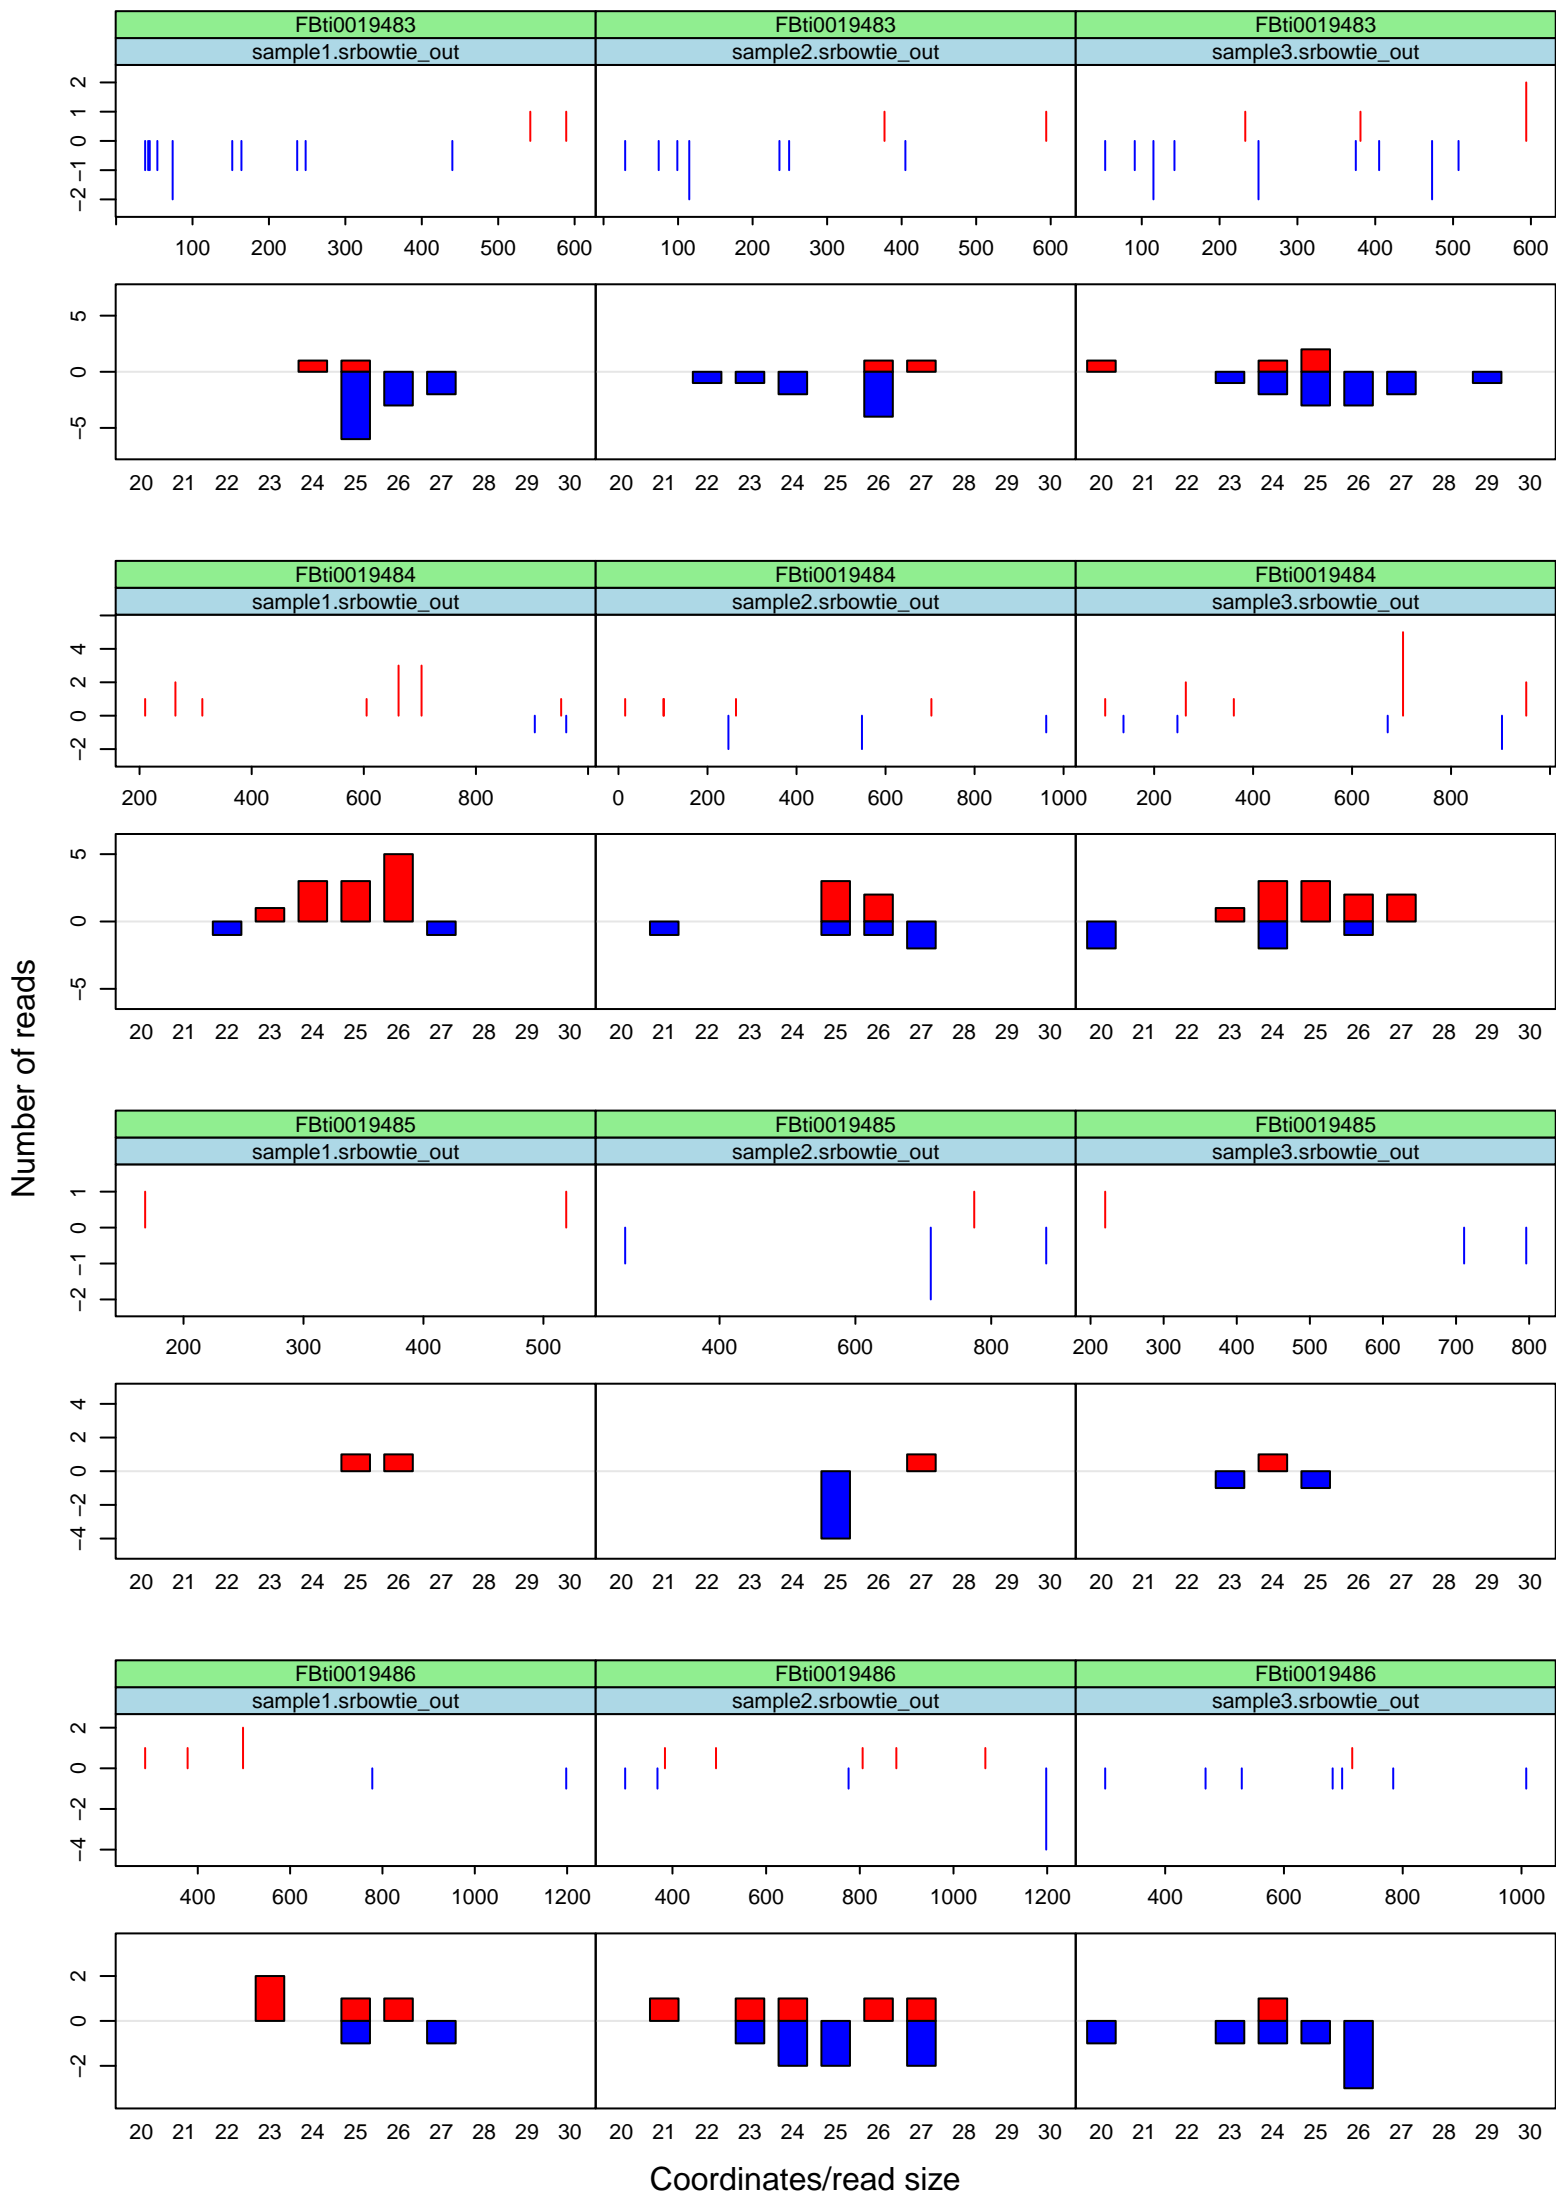 FBti0019483 FBti0019483 FBti0019483
sample1.srbowtie_out sample2.srbowtie_out sample3.srbowtie_out
2
1
0
−1
−2
100 200 300 400 500 600 100 200 300 400 500 600 100 200 300 400 500 600
5
0
−5
20 21 22 23 24 25 26 27 28 29 30 20 21 22 23 24 25 26 27 28 29 30 20 21 22 23 24 25 26 27 28 29 30
FBti0019484 FBti0019484 FBti0019484
sample1.srbowtie_out sample2.srbowtie_out sample3.srbowtie_out
4
2
0
−2
200 400 600 800 0 200 400 600 800 1000 200 400 600 800
5
0
−5
20 21 22 23 24 25 26 27 28 29 30 20 21 22 23 24 25 26 27 28 29 30 20 21 22 23 24 25 26 27 28 29 30
Number of reads
FBti0019485 FBti0019485 FBti0019485
sample1.srbowtie_out sample2.srbowtie_out sample3.srbowtie_out
1
0
−1
−2
200 300 400 500 400 600 800 200 300 400 500 600 700 800
4
2
0
−2
−4
20 21 22 23 24 25 26 27 28 29 30 20 21 22 23 24 25 26 27 28 29 30 20 21 22 23 24 25 26 27 28 29 30
FBti0019486 FBti0019486 FBti0019486
sample1.srbowtie_out sample2.srbowtie_out sample3.srbowtie_out
2
0
−2
−4
400 600 800 1000 1200 400 600 800 1000 1200 400 600 800 1000
2
0
−2
20 21 22 23 24 25 26 27 28 29 30 20 21 22 23 24 25 26 27 28 29 30 20 21 22 23 24 25 26 27 28 29 30
Coordinates/read size